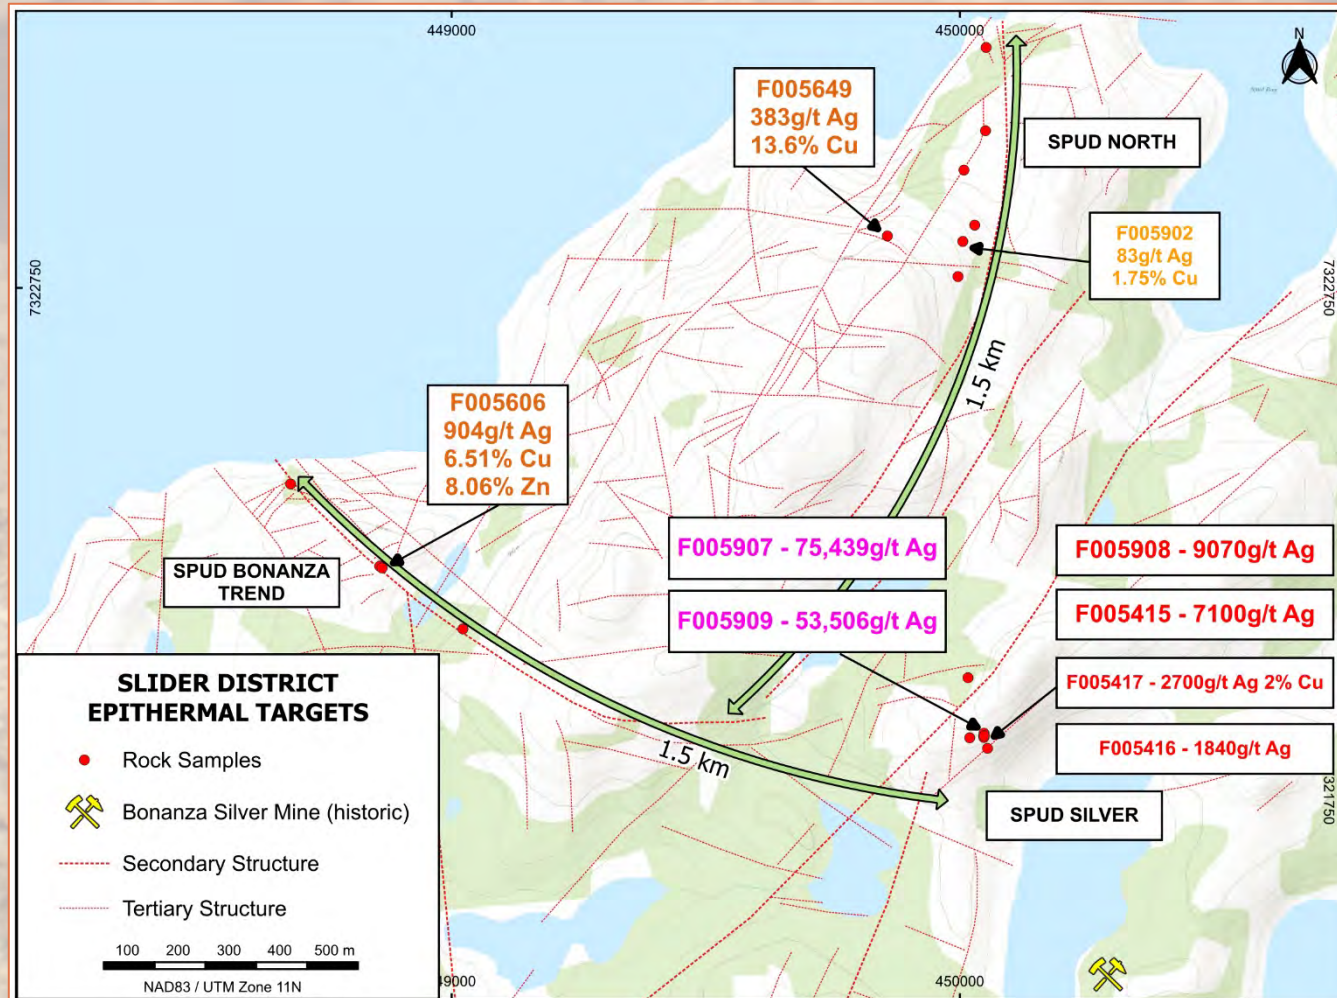 449000
450000
N
F005649
383g/t Ag
13.6% Cu
SPUD NORTH
F005902
83g/t Ag
1.75% Cu
7322750
7322750
1.5 km
F005606
904g/t Ag
6.51% Cu
8.06% Zn
SPUD BONANZA
TREND
F005907 - 75,439g/t Ag
F005909 - 53,506g/t Ag
F005908 - 9070g/t Ag
F005415 - 7100g/t Ag
F005417 - 2700g/t Ag 2% Cu
F005416 - 1840g/t Ag
1.5 km
SPUD SILVER
321750
SLIDER DISTRICT
EPITHERMAL TARGETS
Rock Samples
Bonanza Silver Mine (historic)
Secondary Structure
Tertiary Structure
100 200 300 400 500 m
NAD83 / UTM Zone 11N
49000
450000